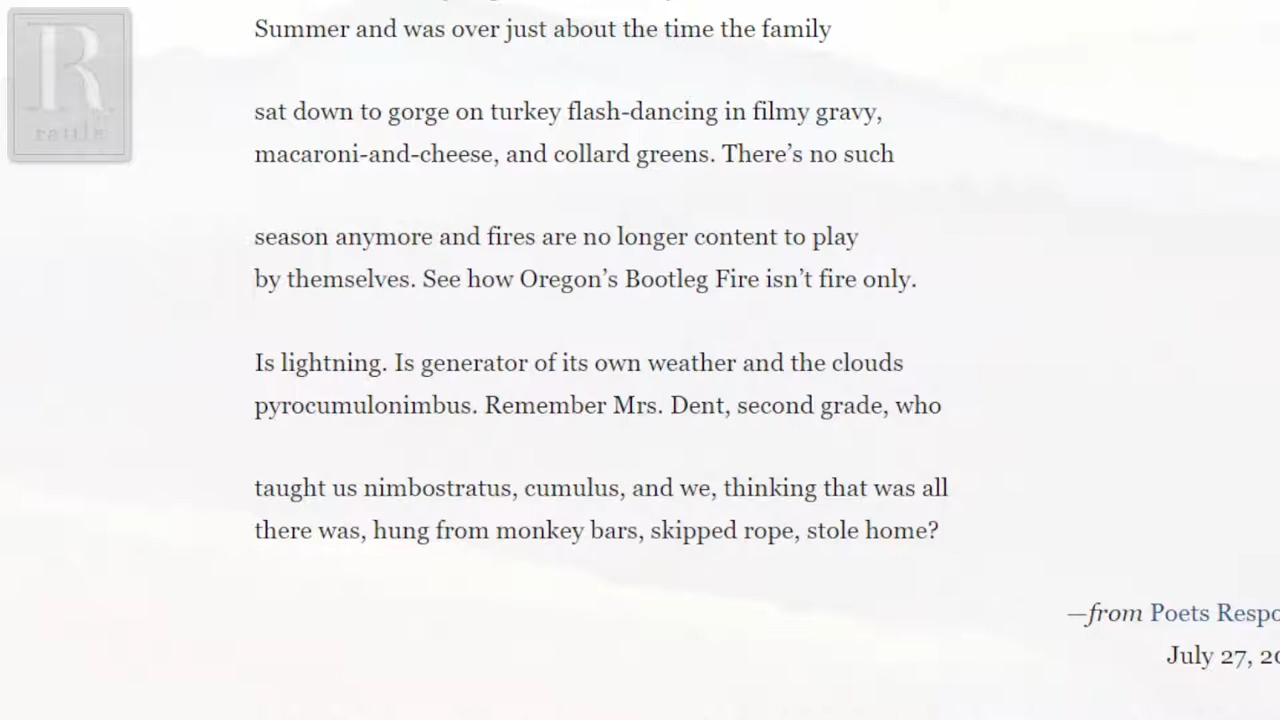 R
rattle
Summer and was over just about the time the family
sat down to gorge on turkey flash-dancing in filmy gravy,
macaroni-and-cheese, and collard greens. There’s no such
season anymore and fires are no longer content to play
by themselves. See how Oregon’s Bootleg Fire isn’t fire only.
Is lightning. Is generator of its own weather and the clouds
pyrocumulonimbus. Remember Mrs. Dent, second grade, who
taught us nimbostratus, cumulus, and we, thinking that was all
there was, hung from monkey bars, skipped rope, stole home?
—from Poets Respo
July 27, 20